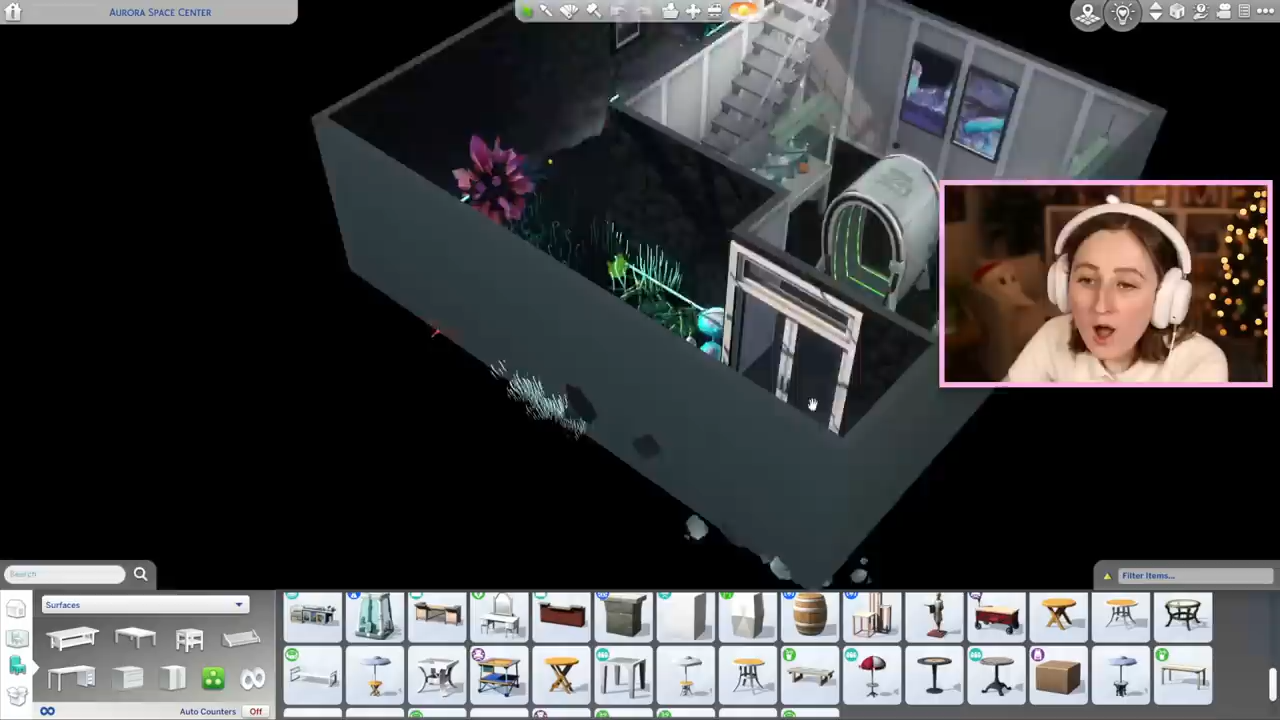 Aurora Space Center
Search
Filter Items...
Surfaces
Auto Counters
Off